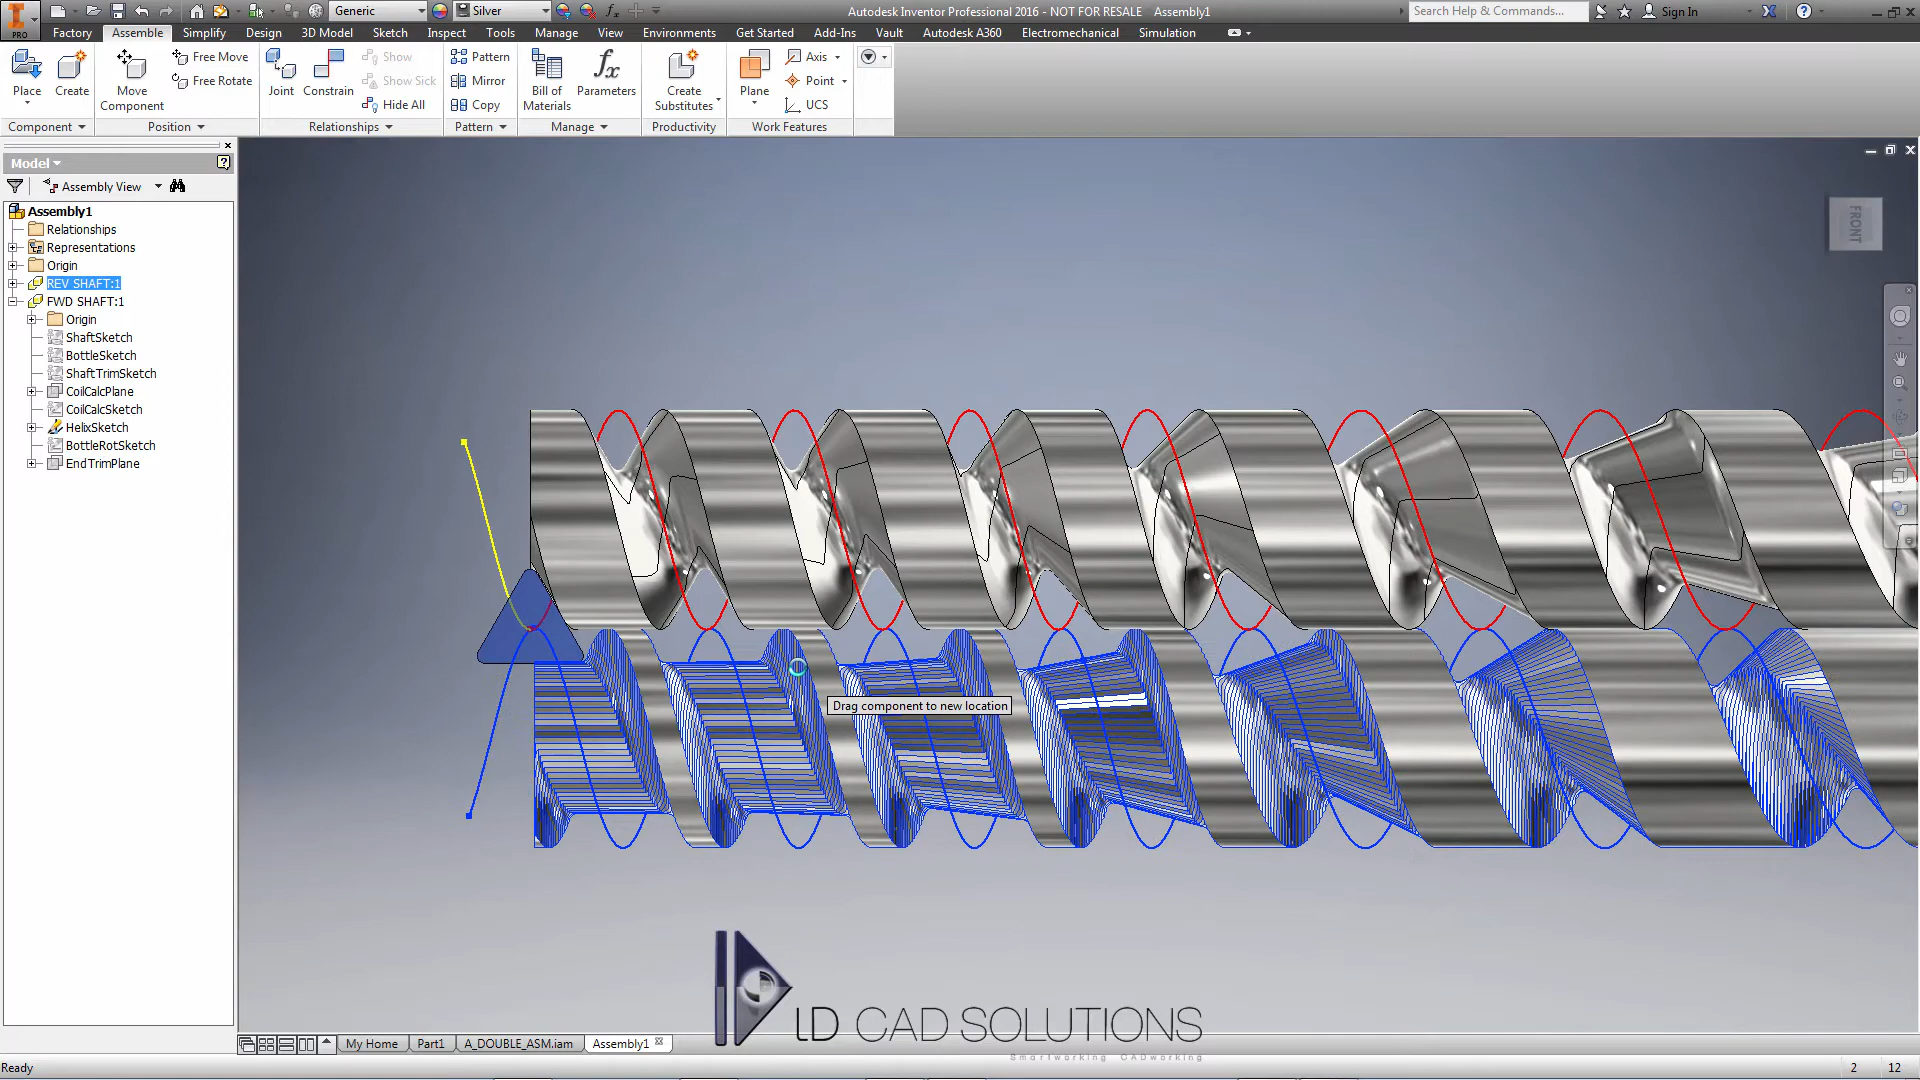 PRO
Generic
Silver
Autodesk Inventor Professional 2016 - NOT FOR RESALE Assembly1
Search Help & Commands...
Sign In
Factory Assemble Simplify Design 3D Model Sketch Inspect Tools Manage View Environments Get Started Add-Ins Vault Autodesk A360 Electromechanical Simulation
Place
Create
Move
Component
Free Move
Free Rotate
Joint
Constrain
Show
Show Sick
Hide All
Pattern
Mirror
Copy
Bill of
Materials
fx
Parameters
Create
Substitutes
Plane
Axis
Point
UCS
Component Position Relationships Pattern Manage Productivity Work Features
Model
Assembly View
Assembly1
Relationships
Representations
Origin
REV SHAFT:1
FWD SHAFT:1
Origin
ShaftSketch
BottleSketch
ShaftTrimSketch
CoilCalcPlane
CoilCalcSketch
HelixSketch
BottleRotSketch
EndTrimPlane
FRONT
Drag component to new location
LD CAD SOLUTIONS
Smartworking CADworking
My Home Part1 A_DOUBLE_ASM.iam Assembly1
Ready
2 12